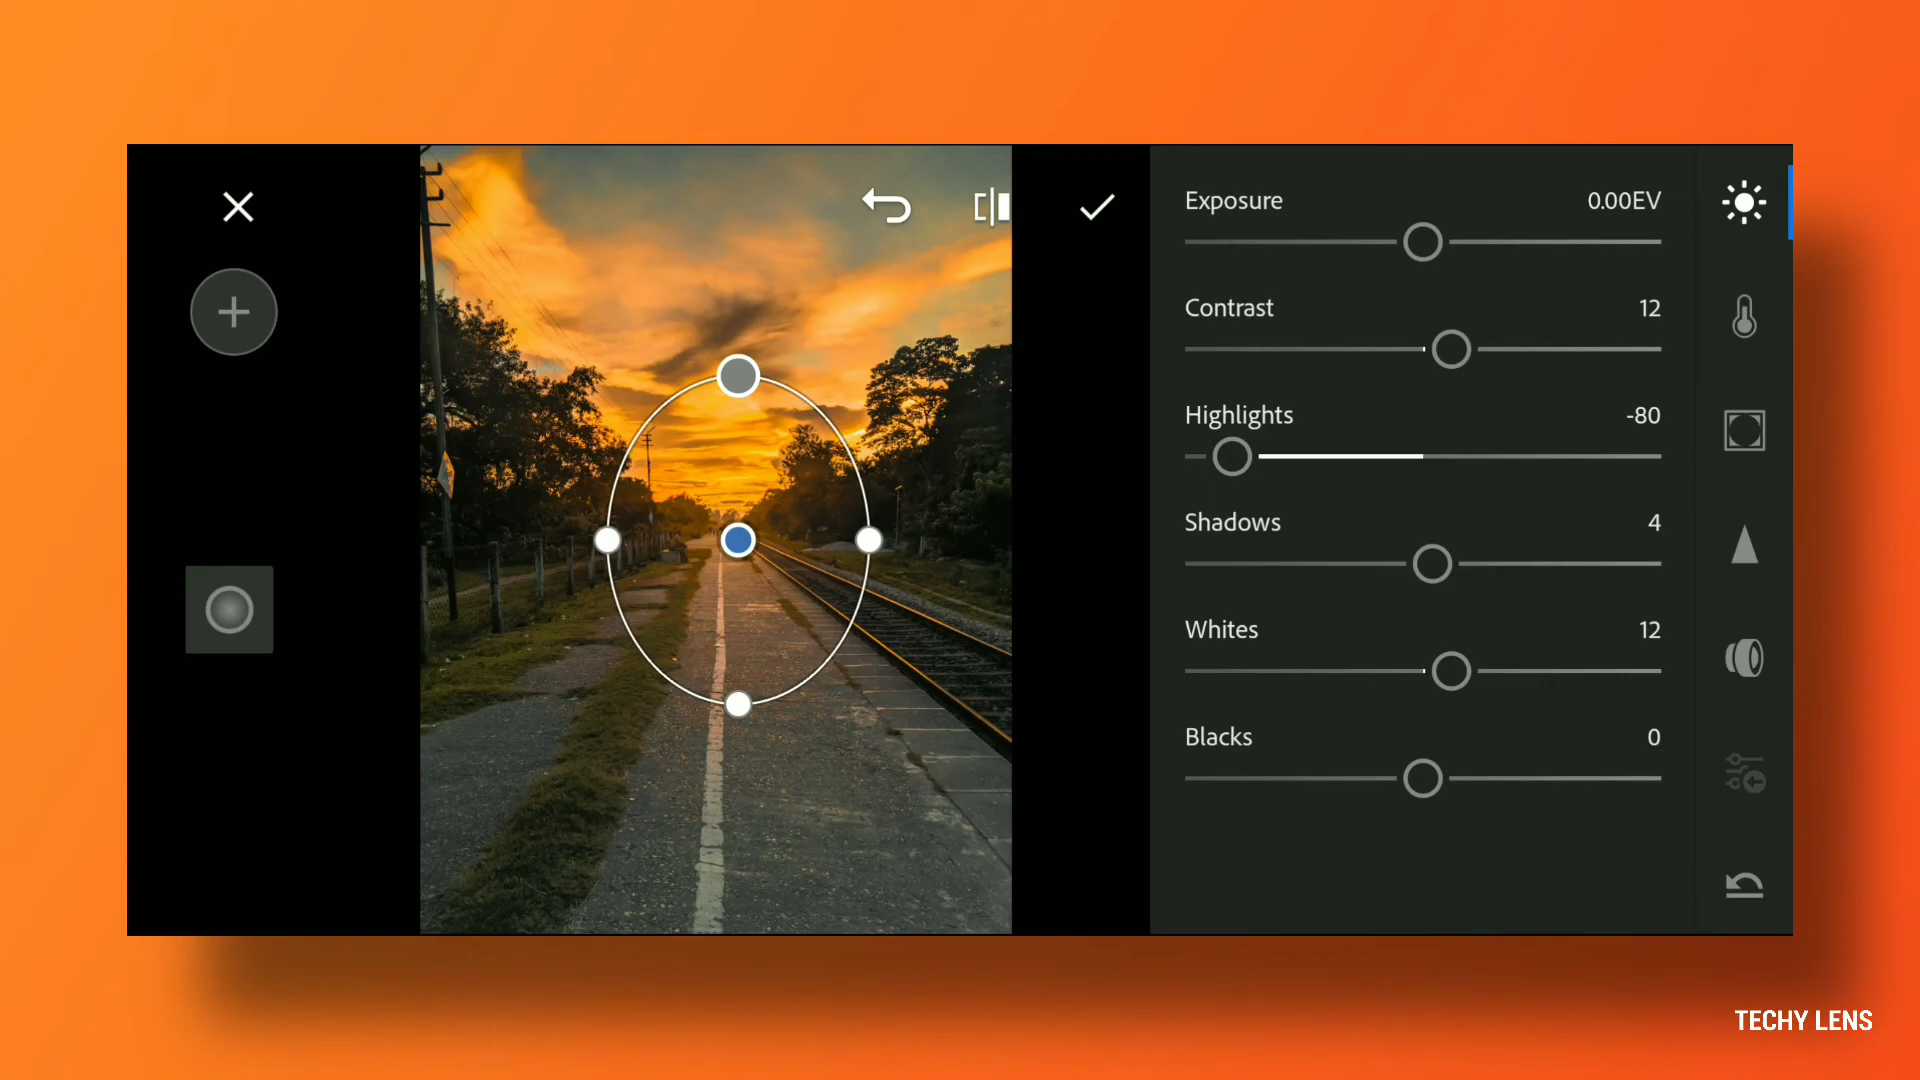 Exposure 0.00EV
Contrast 12
Highlights -80
Shadows 4
Whites 12
Blacks 0
TECHY LENS